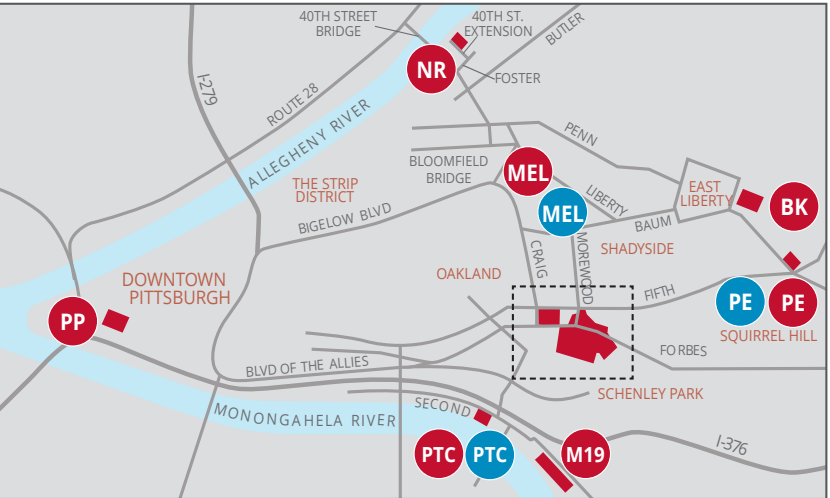 40TH STREET
BRIDGE
40TH ST.
EXTENSION
BUTLER
NR
FOSTER
I-279
ROUTE 28
ALLEGHENY RIVER
PENN
BLOOMFIELD
BRIDGE
MEL
THE STRIP
DISTRICT
LIBERTY
EAST
LIBERTY
BK
MEL
BIGELOW BLVD
BAUM
CRAIG
MOREWOOD
SHADYSIDE
OAKLAND
DOWNTOWN
PITTSBURGH
FIFTH
PE
PE
PP
SQUIRREL HILL
FORBES
BLVD OF THE ALLIES
SCHENLEY PARK
SECOND
MONONGAHELA RIVER
PTC
PTC
M19
I-376